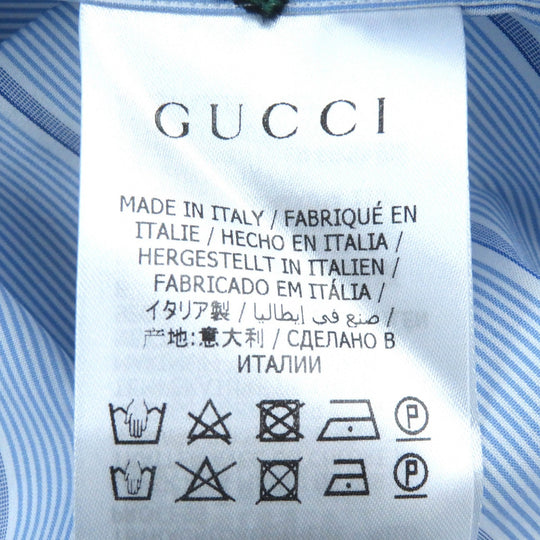 GUCCI
MADE IN ITALY / FABRIQUÉ EN
ITALIE / HECHO EN ITALIA /
HERGESTELLT IN ITALIEN /
FABRICADO EM ITÁLIA /
イタリア製 / صنع في إيطاليا /
产地:意大利 / СДЕЛАНО В
ИТАЛИИ
P
P